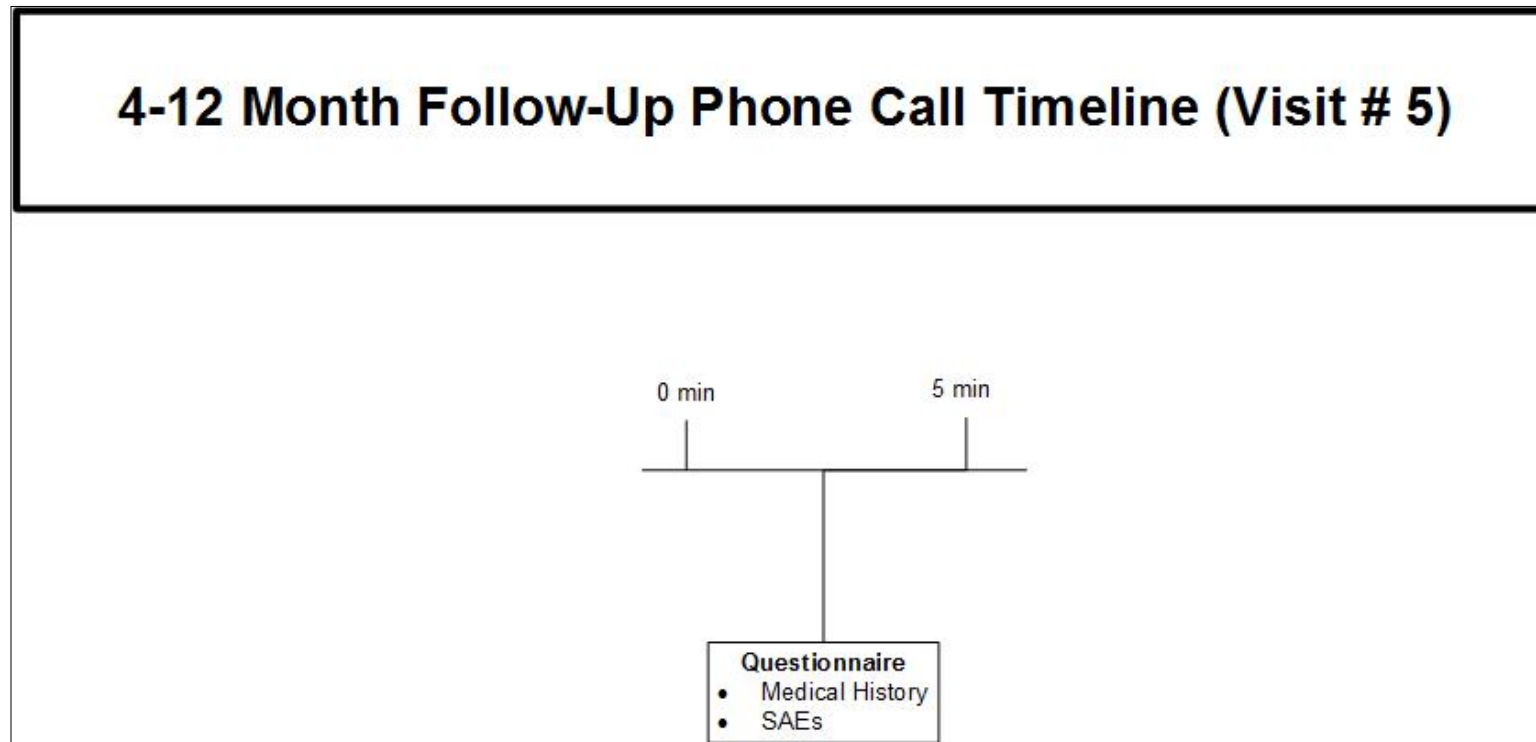 4-12 Month Follow-Up Phone Call Timeline (Visit # 5)
0 min
5 min
Questionnaire
• Medical History
• SAEs